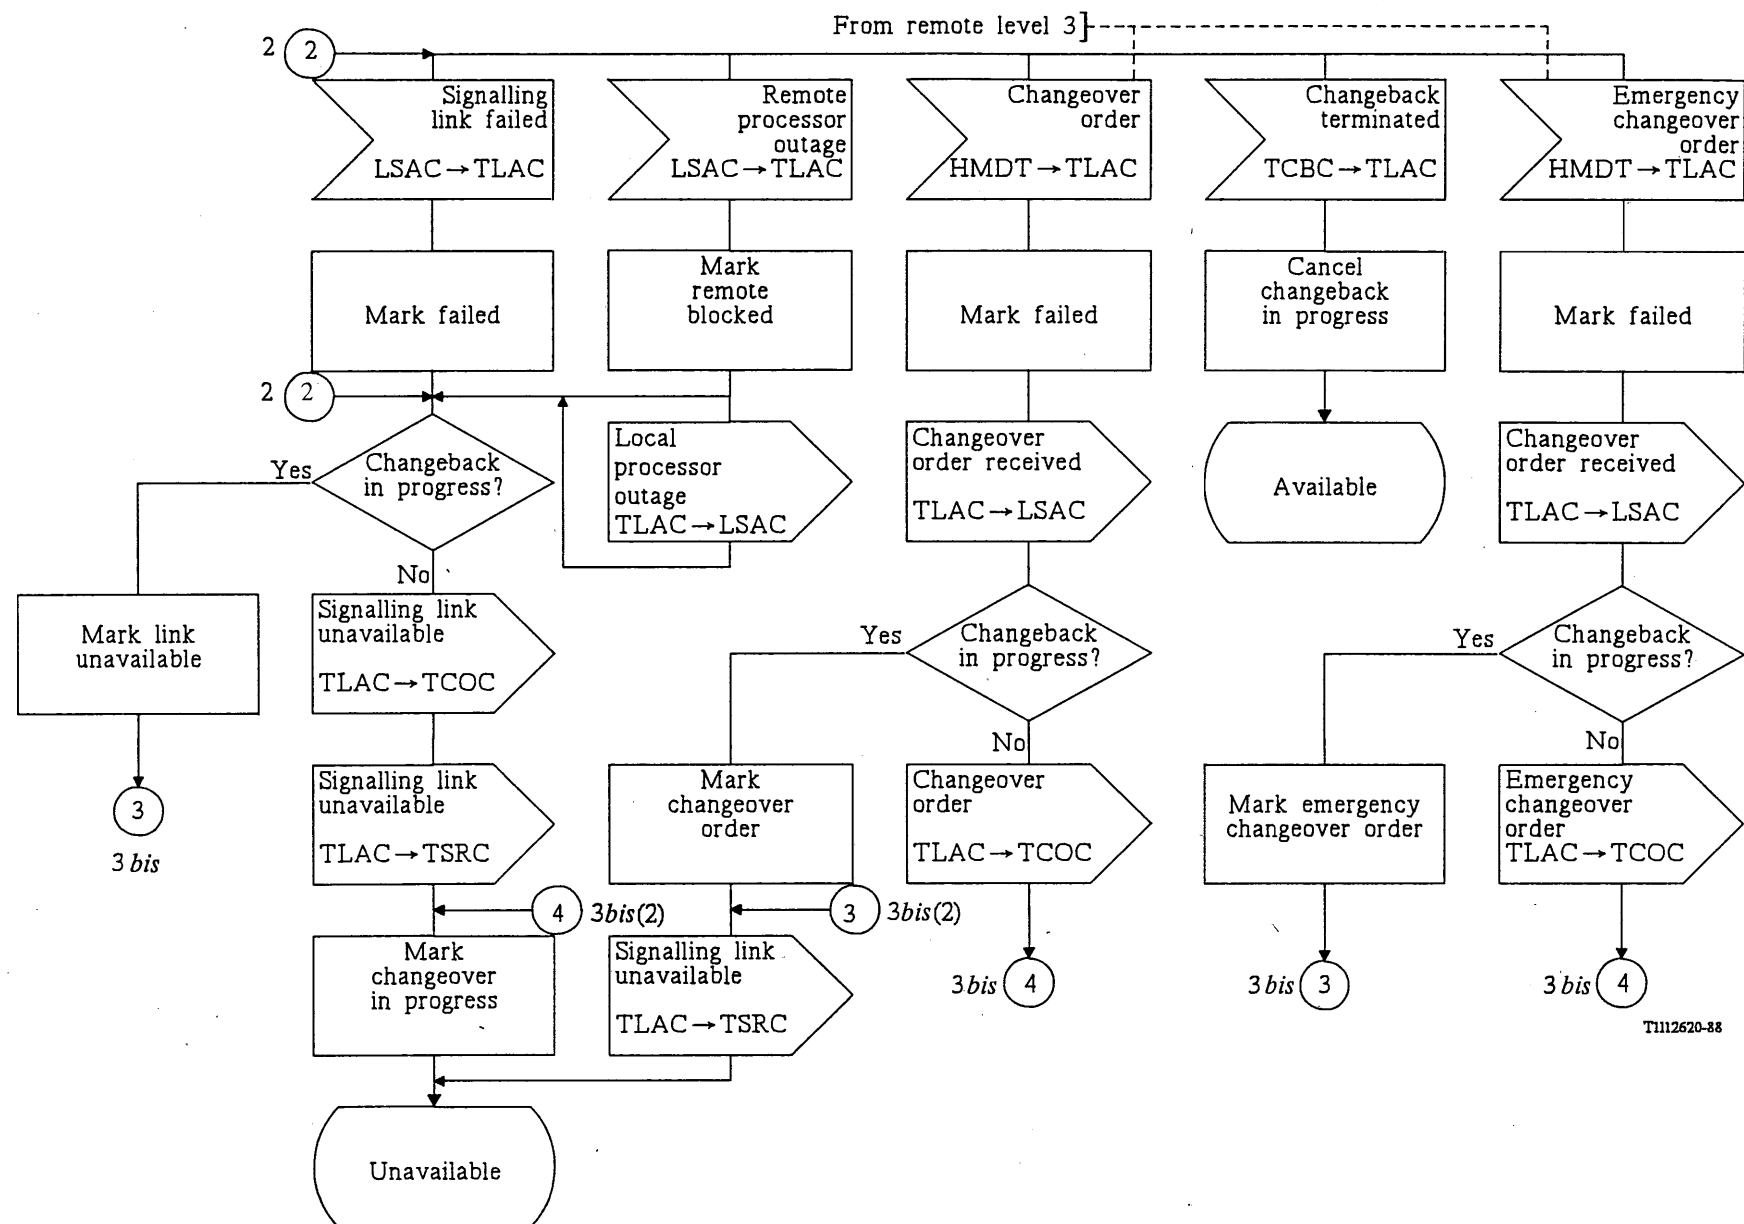 From remote level 3]
2 2
Signalling
link failed
LSAC→TLAC
Remote
processor
outage
LSAC→TLAC
Changeover
order
HMDT→TLAC
Changeback
terminated
TCBC→TLAC
Emergency
changeover
order
HMDT→TLAC
Mark failed
Mark
remote
blocked
Mark failed
Cancel
changeback
in progress
Mark failed
2 2
Changeback
in progress?
Yes
No
Local
processor
outage
TLAC→LSAC
Changeover
order received
TLAC→LSAC
Available
Changeover
order received
TLAC→LSAC
Mark link
unavailable
Signalling link
unavailable
TLAC→TCOC
Yes
Changeback
in progress?
No
Yes
Changeback
in progress?
No
3
3 bis
Signalling link
unavailable
TLAC→TSRC
Mark
changeover
order
Changeover
order
TLAC→TCOC
Mark emergency
changeover order
Emergency
changeover
order
TLAC→TCOC
4 3bis(2)
3 3bis(2)
Mark
changeover
in progress
Signalling link
unavailable
TLAC→TSRC
3bis 4
3bis 3
3bis 4
T1112620-88
Unavailable